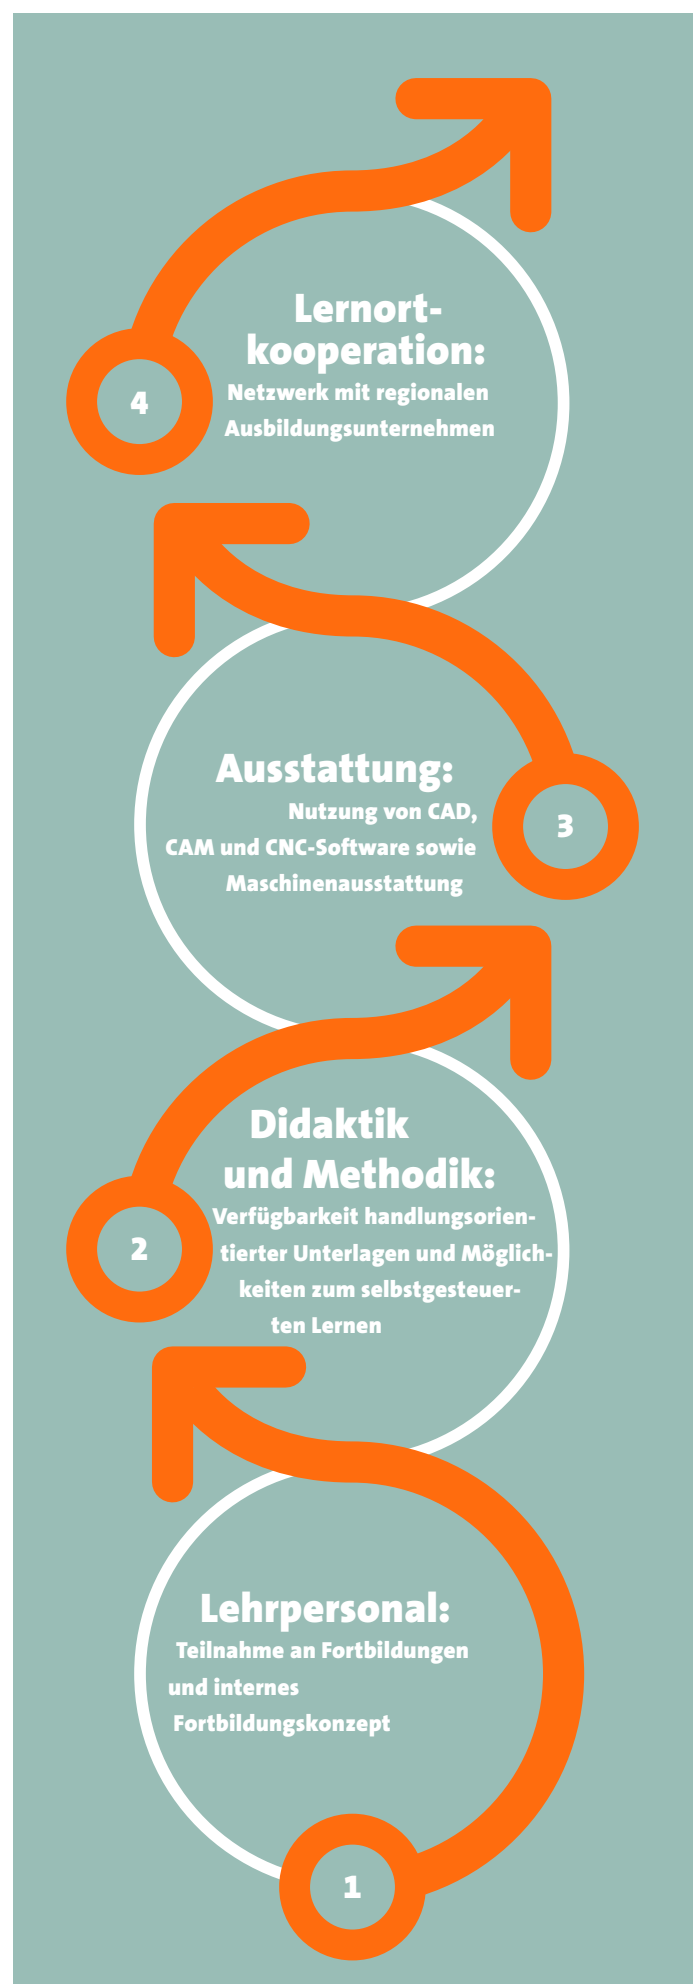 Lernort-
kooperation:
Netzwerk mit regionalen
Ausbildungsunternehmen
4
Ausstattung:
Nutzung von CAD,
CAM und CNC-Software sowie
Maschinenausstattung
3
Didaktik
und Methodik:
Verfügbarkeit handlungsorien-
tierter Unterlagen und Möglich-
keiten zum selbstgesteuer-
ten Lernen
2
Lehrpersonal:
Teilnahme an Fortbildungen
und internes
Fortbildungskonzept
1